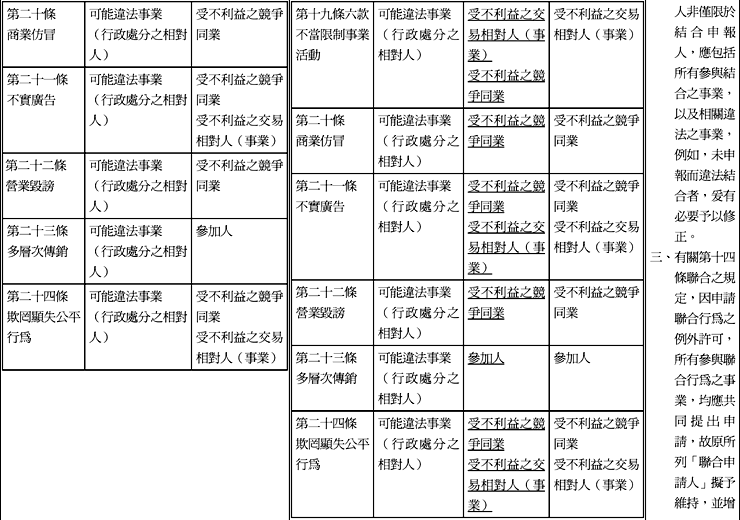 第二十條
商業仿冒
可能違法事業
（行政處分之相對
人）
受不利益之競爭
同業
第二十一條
不實廣告
可能違法事業
（行政處分之相對
人）
受不利益之競爭
同業
受不利益之交易
相對人（事業）
第二十二條
營業毀謗
可能違法事業
（行政處分之相對
人）
受不利益之競爭
同業
第二十三條
多層次傳銷
可能違法事業
（行政處分之相對
人）
參加人
第二十四條
欺罔顯失公平
行為
可能違法事業
（行政處分之相對
人）
受不利益之競爭
同業
受不利益之交易
相對人（事業）
第十九條六款
不當限制事業
活動
可能違法事業
（行政處分之
相對人）
受不利益之交
易相對人（事
業）
受不利益之競
爭同業
受不利益之交易
相對人（事業）
第二十條
商業仿冒
可能違法事業
（行政處分之
相對人）
受不利益之競
爭同業
受不利益之競爭
同業
第二十一條
不實廣告
可能違法事業
（行政處分之
相對人）
受不利益之競
爭同業
受不利益之交
易相對人（事
業）
受不利益之競爭
同業
受不利益之交易
相對人（事業）
第二十二條
營業毀謗
可能違法事業
（行政處分之
相對人）
受不利益之競
爭同業
受不利益之競爭
同業
第二十三條
多層次傳銷
可能違法事業
（行政處分之相對
人）
參加人
參加人
第二十四條
欺罔顯失公平
行為
可能違法事業
（行政處分之
相對人）
受不利益之競
爭同業
受不利益之交
易相對人（事
業）
受不利益之競爭
同業
受不利益之交易
相對人（事業）
人非僅限於
結合申報
人，應包括
所有參與結
合之事業，
以及相關違
法之事業，
例如，未申
報而違法結
合者，爰有
必要予以修
正。
三、有關第十四
條聯合之規
定，因申請
聯合行為之
例外許可，
所有參與聯
合行為之事
業，均應共
同提出申
請，故原所
列「聯合申
請人」擬予
維持，並增